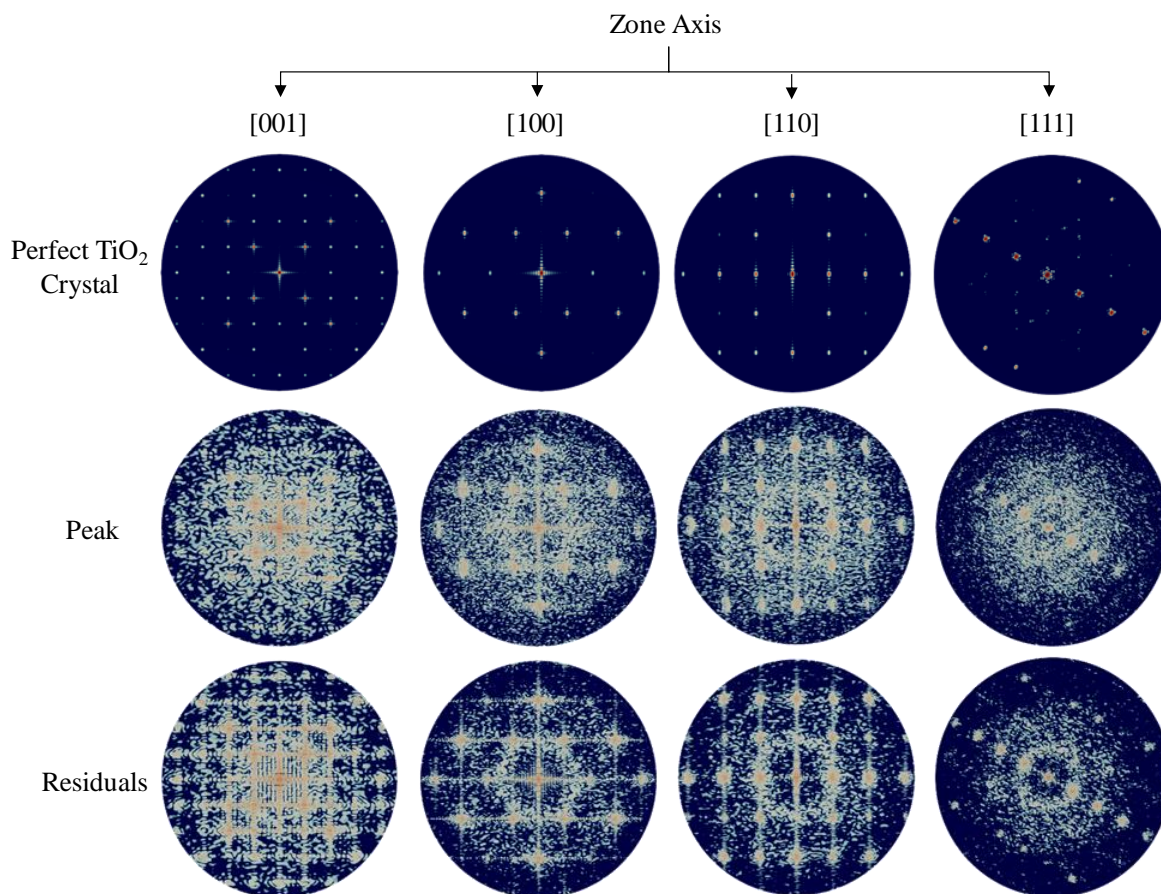 Zone Axis
[001] [100] [110] [111]
Perfect TiO₂
Crystal
Peak
Residuals